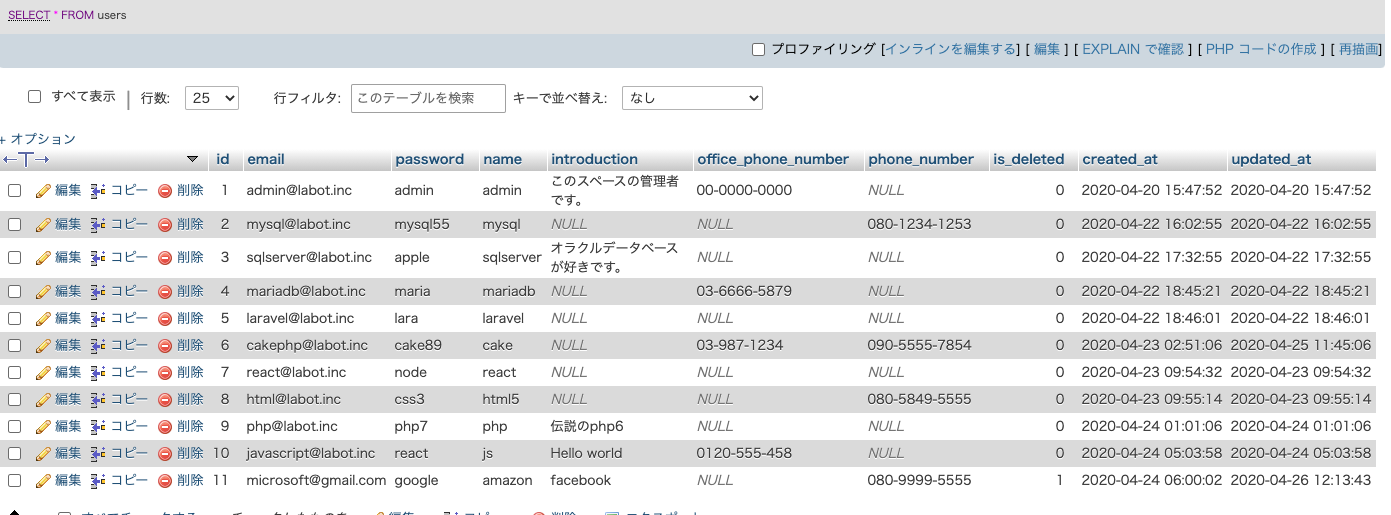 SELECT * FROM users
プロファイリング [インラインを編集する] [ 編集 ] [ EXPLAIN で確認 ] [ PHP コードの作成 ] [ 再描画]
すべて表示 | 行数: 25 行フィルタ: このテーブルを検索 キーで並べ替え: なし
+ オプション
←T→ id email password name introduction office_phone_number phone_number is_deleted created_at updated_at
編集 コピー 削除 1 admin@labot.inc admin admin このスペースの管理者 00-0000-0000 NULL 0 2020-04-20 15:47:52 2020-04-20 15:47:52
です。
編集 コピー 削除 2 mysql@labot.inc mysql55 mysql NULL NULL 080-1234-1253 0 2020-04-22 16:02:55 2020-04-22 16:02:55
編集 コピー 削除 3 sqlserver@labot.inc apple sqlserver オラクルデータベース NULL NULL 0 2020-04-22 17:32:55 2020-04-22 17:32:55
が好きです。
編集 コピー 削除 4 mariadb@labot.inc maria mariadb NULL 03-6666-5879 NULL 0 2020-04-22 18:45:21 2020-04-22 18:45:21
編集 コピー 削除 5 laravel@labot.inc lara laravel NULL NULL NULL 0 2020-04-22 18:46:01 2020-04-22 18:46:01
編集 コピー 削除 6 cakephp@labot.inc cake89 cake NULL 03-987-1234 090-5555-7854 0 2020-04-23 02:51:06 2020-04-25 11:45:06
編集 コピー 削除 7 react@labot.inc node react NULL NULL NULL 0 2020-04-23 09:54:32 2020-04-23 09:54:32
編集 コピー 削除 8 html@labot.inc css3 html5 NULL NULL 080-5849-5555 0 2020-04-23 09:55:14 2020-04-23 09:55:14
編集 コピー 削除 9 php@labot.inc php7 php 伝説のphp6 NULL NULL 0 2020-04-24 01:01:06 2020-04-24 01:01:06
編集 コピー 削除 10 javascript@labot.inc react js Hello world 0120-555-458 NULL 0 2020-04-24 05:03:58 2020-04-24 05:03:58
編集 コピー 削除 11 microsoft@gmail.com google amazon facebook NULL 080-9999-5555 1 2020-04-24 06:00:02 2020-04-26 12:13:43